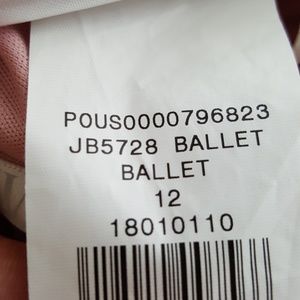 POUS0000796823
JB5728 BALLET
BALLET
12
18010110